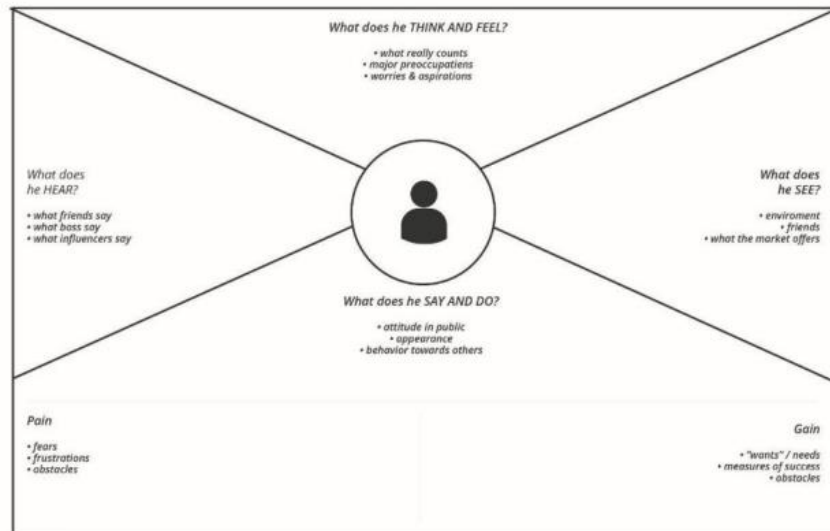 What does he THINK AND FEEL?
• what really counts
• major preoccupatiens
• worries & aspirations
What does
he HEAR?
• what friends say
• what boss say
• what influencers say
What does
he SEE?
• enviroment
• friends
• what the market offers
What does he SAY AND DO?
• attitude in public
• appearance
• behavior towards others
Pain
• fears
• frustrations
• obstacles
Gain
• "wants" / needs
• measures of success
• obstacles